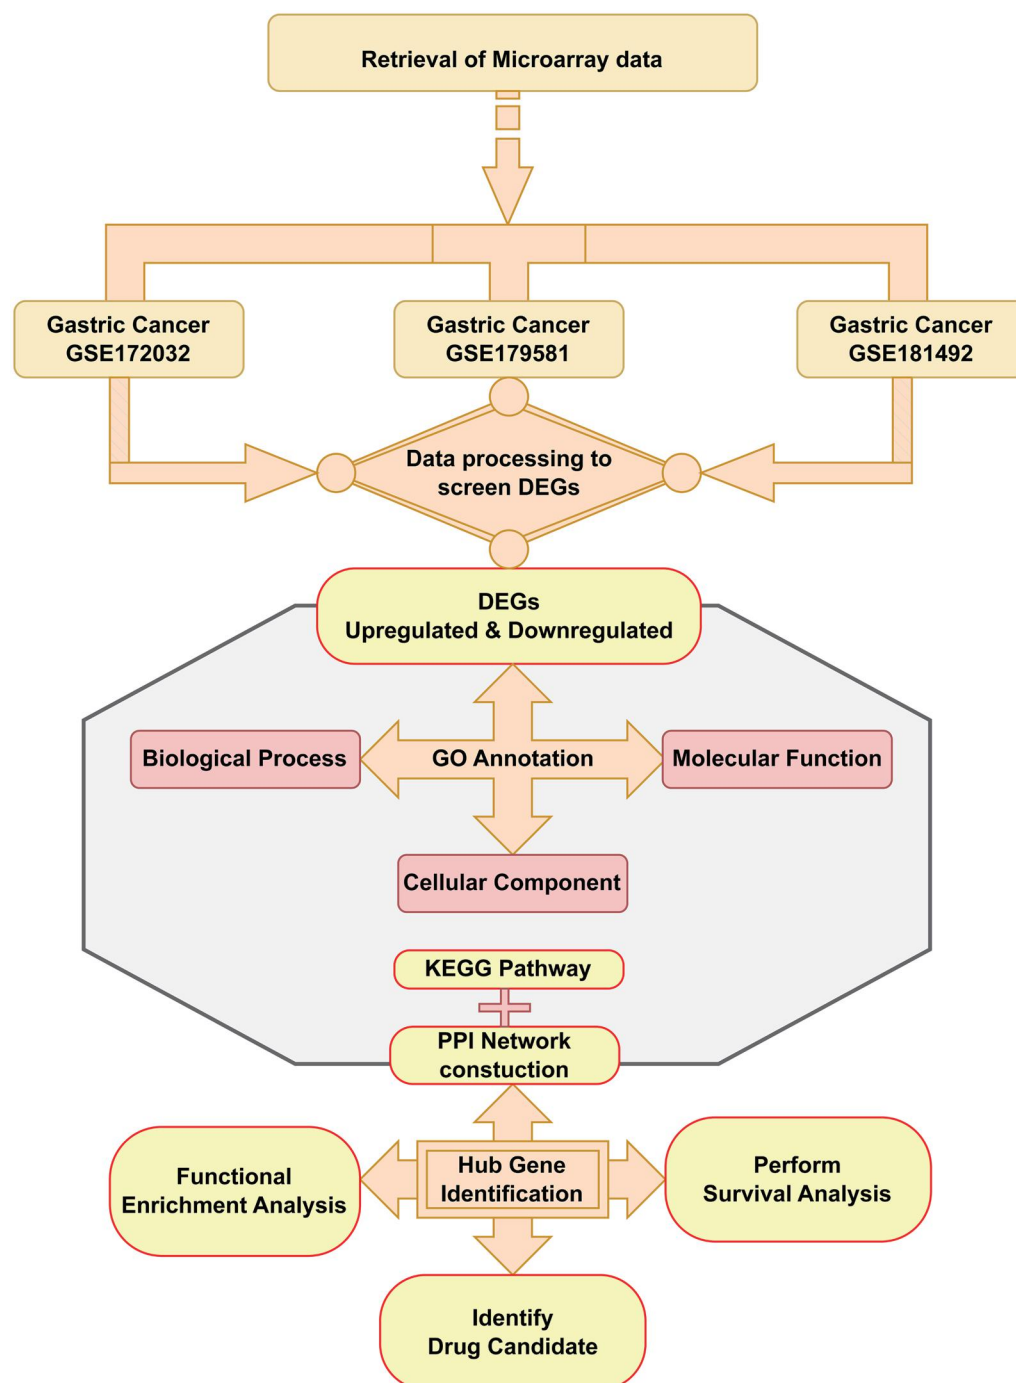 Retrieval of Microarray data
Gastric Cancer
GSE172032
Gastric Cancer
GSE179581
Gastric Cancer
GSE181492
Data processing to
screen DEGs
DEGs
Upregulated & Downregulated
Biological Process
GO Annotation
Molecular Function
Cellular Component
KEGG Pathway
PPI Network
constuction
Functional
Enrichment Analysis
Hub Gene
Identification
Perform
Survival Analysis
Identify
Drug Candidate